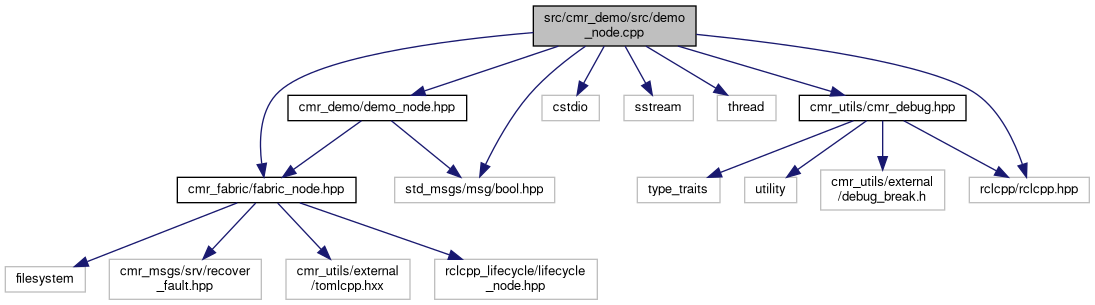 src/cmr_demo/src/demo
_node.cpp
cmr_demo/demo_node.hpp
cstdio
sstream
thread
cmr_utils/cmr_debug.hpp
cmr_fabric/fabric_node.hpp
std_msgs/msg/bool.hpp
type_traits
utility
cmr_utils/external
/debug_break.h
rclcpp/rclcpp.hpp
filesystem
cmr_msgs/srv/recover
_fault.hpp
cmr_utils/external
/tomlcpp.hxx
rclcpp_lifecycle/lifecycle
_node.hpp